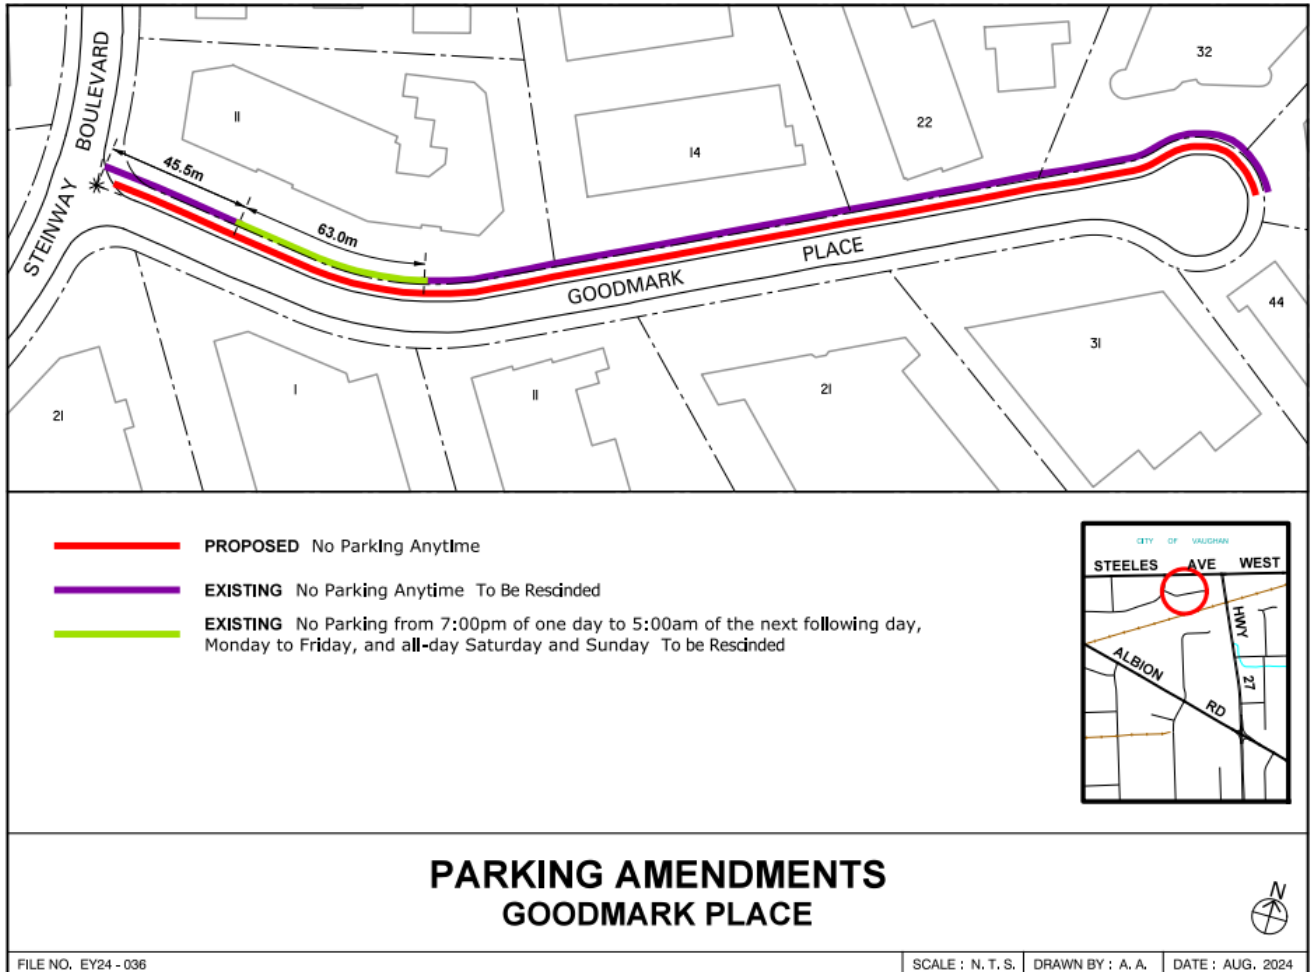 STEINWAY BOULEVARD
11
45.5m
63.0m
14
22
32
GOODMARK PLACE
21
1
11
21
31
44
PROPOSED No Parking Anytime
EXISTING No Parking Anytime To Be Rescinded
EXISTING No Parking from 7:00pm of one day to 5:00am of the next following day,
Monday to Friday, and all-day Saturday and Sunday To be Rescinded
CITY OF VAUGHAN
STEELES AVE WEST
HWY 27
ALBION RD
PARKING AMENDMENTS
GOODMARK PLACE
N
FILE NO. EY24-036
SCALE : N. T. S.
DRAWN BY : A. A.
DATE : AUG. 2024